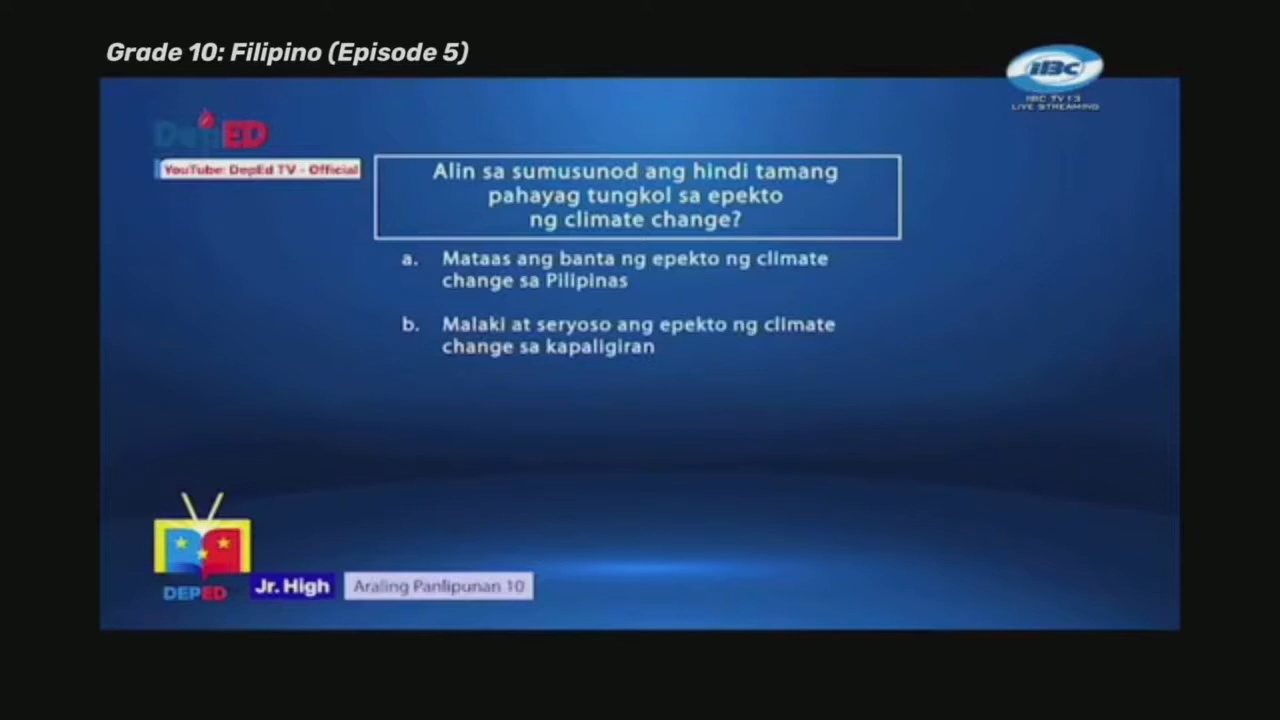 Grade 10: Filipino (Episode 5)
iBC
IBC TV 13
LIVE STREAMING
DepED
YouTube: DepEd TV - Official
Alin sa sumusunod ang hindi tamang
pahayag tungkol sa epekto
ng climate change?
a. Mataas ang banta ng epekto ng climate
change sa Pilipinas
b. Malaki at seryoso ang epekto ng climate
change sa kapaligiran
DEPED
Jr. High
Araling Panlipunan 10